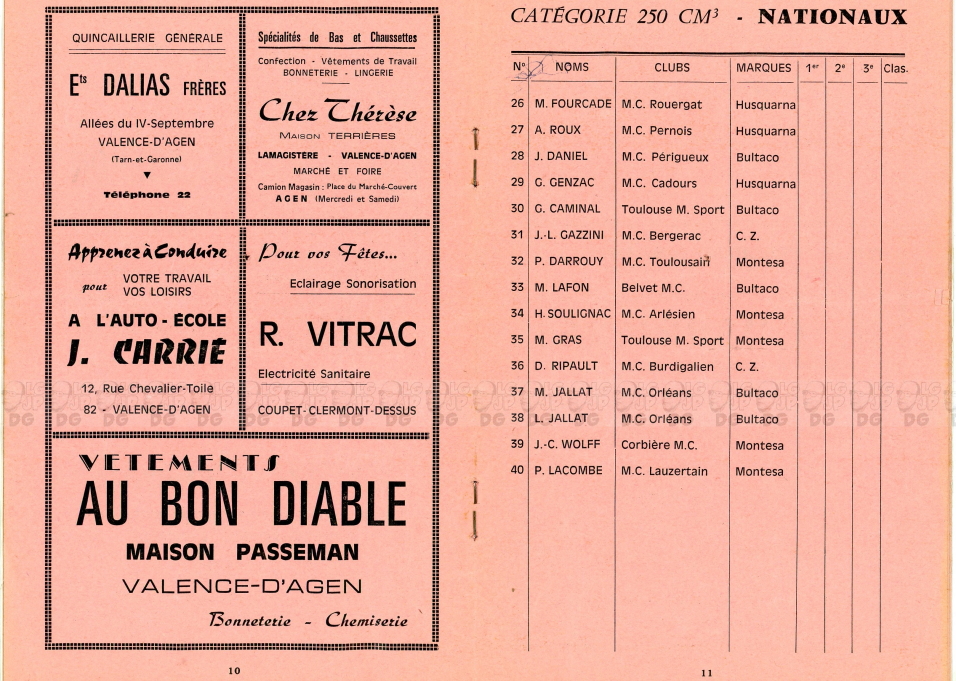 QUINCAILLERIE GÉNÉRALE
Ets DALIAS FRÈRES
Allées du IV-Septembre
VALENCE-D'AGEN
(Tarn-et-Garonne)
Téléphone 22
Spécialités de Bas et Chaussettes
Confection - Vêtements de Travail
BONNETERIE - LINGERIE
Chez Thérèse
MAISON TERRIÈRES
LAMAGISTÈRE - VALENCE-D'AGEN
MARCHÉ ET FOIRE
Camion Magasin : Place du Marché-Couvert
AGEN (Mercredi et Samedi)
Apprenez à Conduire
pour VOTRE TRAVAIL
VOS LOISIRS
A L'AUTO - ÉCOLE
J. CARRIE
12, Rue Chevalier-Toile
82 - VALENCE-D'AGEN
Pour vos Fêtes...
Eclairage Sonorisation
R. VITRAC
Electricité Sanitaire
COUPET-CLERMONT-DESSUS
VETEMENTS
AU BON DIABLE
MAISON PASSEMAN
VALENCE-D'AGEN
Bonneterie - Chemiserie
10
CATÉGORIE 250 CM³ - NATIONAUX
N° NOMS CLUBS MARQUES 1er 2e 3e Clas.
26 M. FOURCADE M.C. Rouergat Husquarna
27 A. ROUX M.C. Pernois Husquarna
28 J. DANIEL M.C. Périgueux Bultaco
29 G. GENZAC M.C. Cadours Husquarna
30 G. CAMINAL Toulouse M. Sport Bultaco
31 J.-L. GAZZINI M.C. Bergerac C. Z.
32 P. DARROUY M.C. Toulousain Montesa
33 M. LAFON Belvet M.C. Bultaco
34 H. SOULIGNAC M.C. Arlésien Montesa
35 M. GRAS Toulouse M. Sport Montesa
36 D. RIPAULT M.C. Burdigalien C. Z.
37 M. JALLAT M.C. Orléans Bultaco
38 L. JALLAT M.C. Orléans Bultaco
39 J.-C. WOLFF Corbière M.C. Montesa
40 P. LACOMBE M.C. Lauzertain Montesa
11